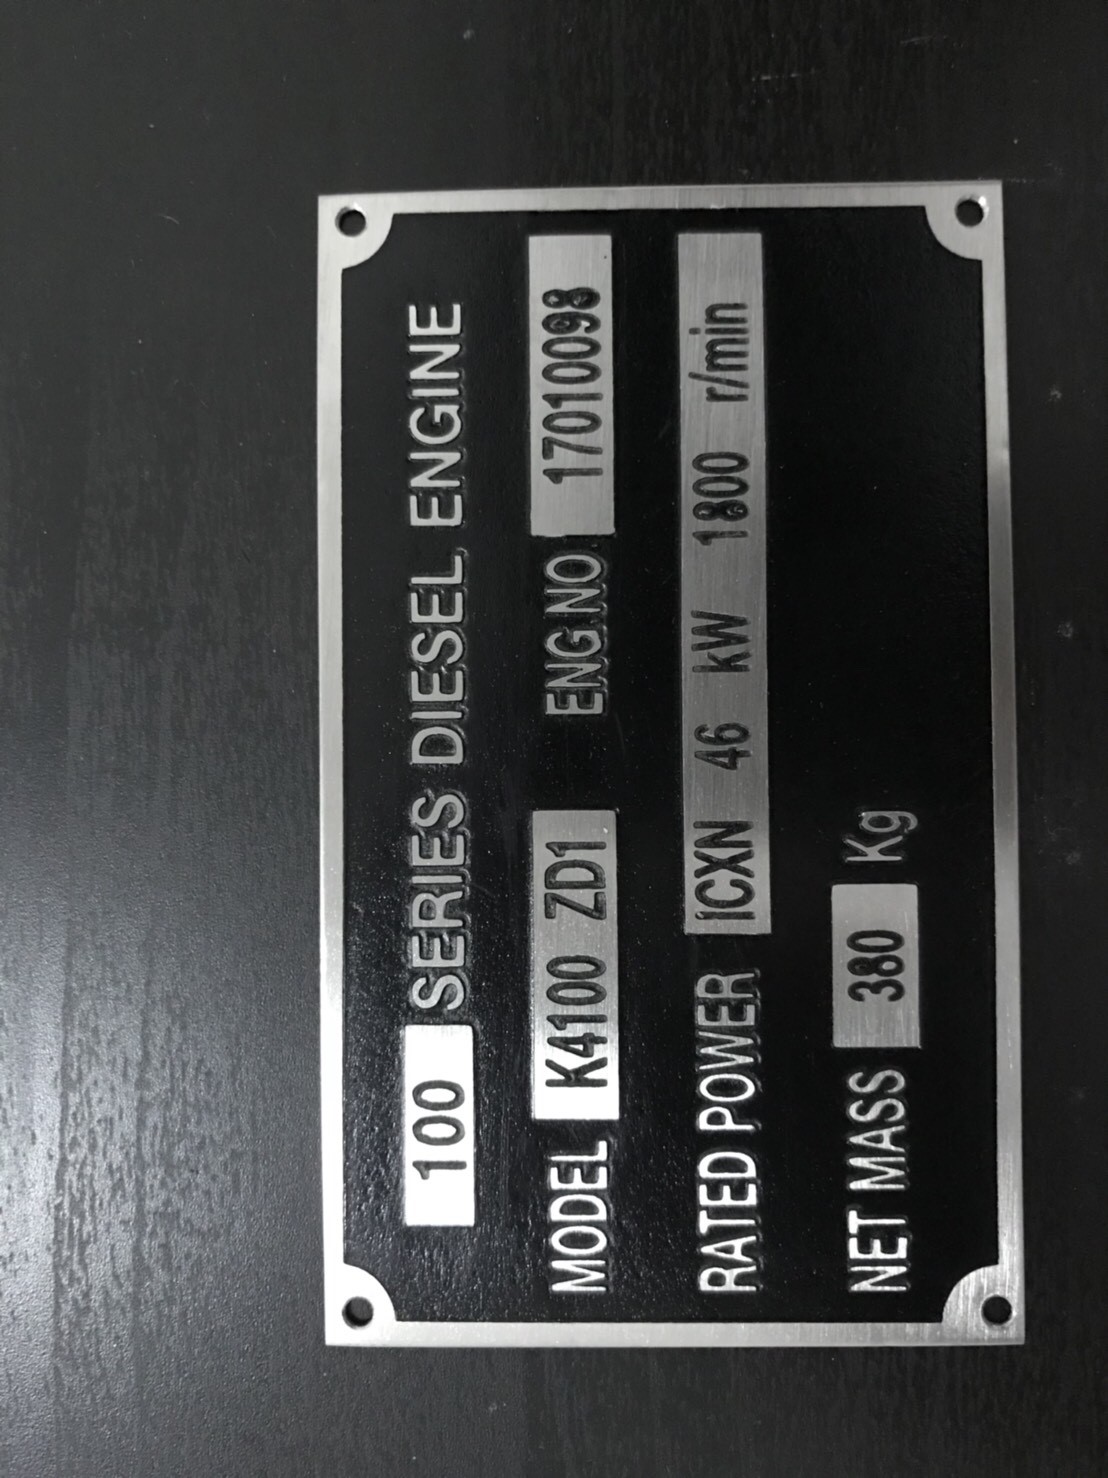 100 SERIES DIESEL ENGINE
MODEL K4100 ZD1 ENG NO 17010098
RATED POWER ICXN 46 kW 1800 r/min
NET MASS 380 Kg